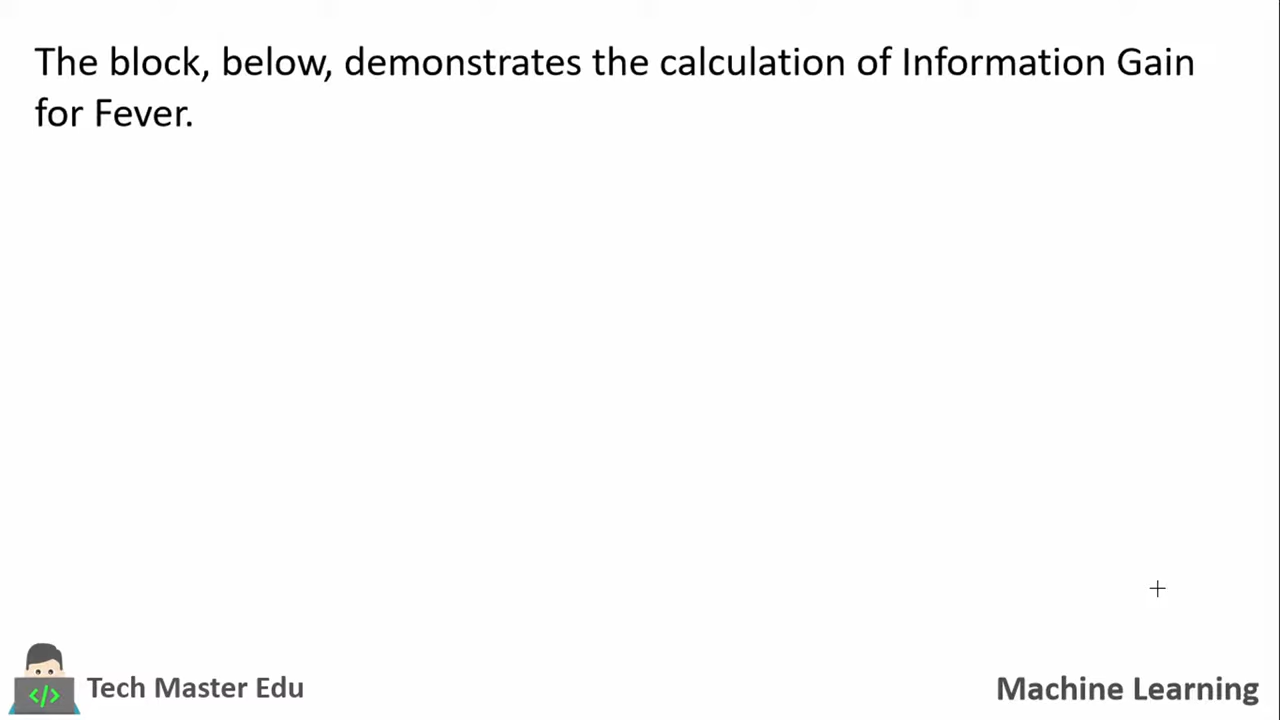 The block, below, demonstrates the calculation of Information Gain
for Fever.
</>
Tech Master Edu
Machine Learning